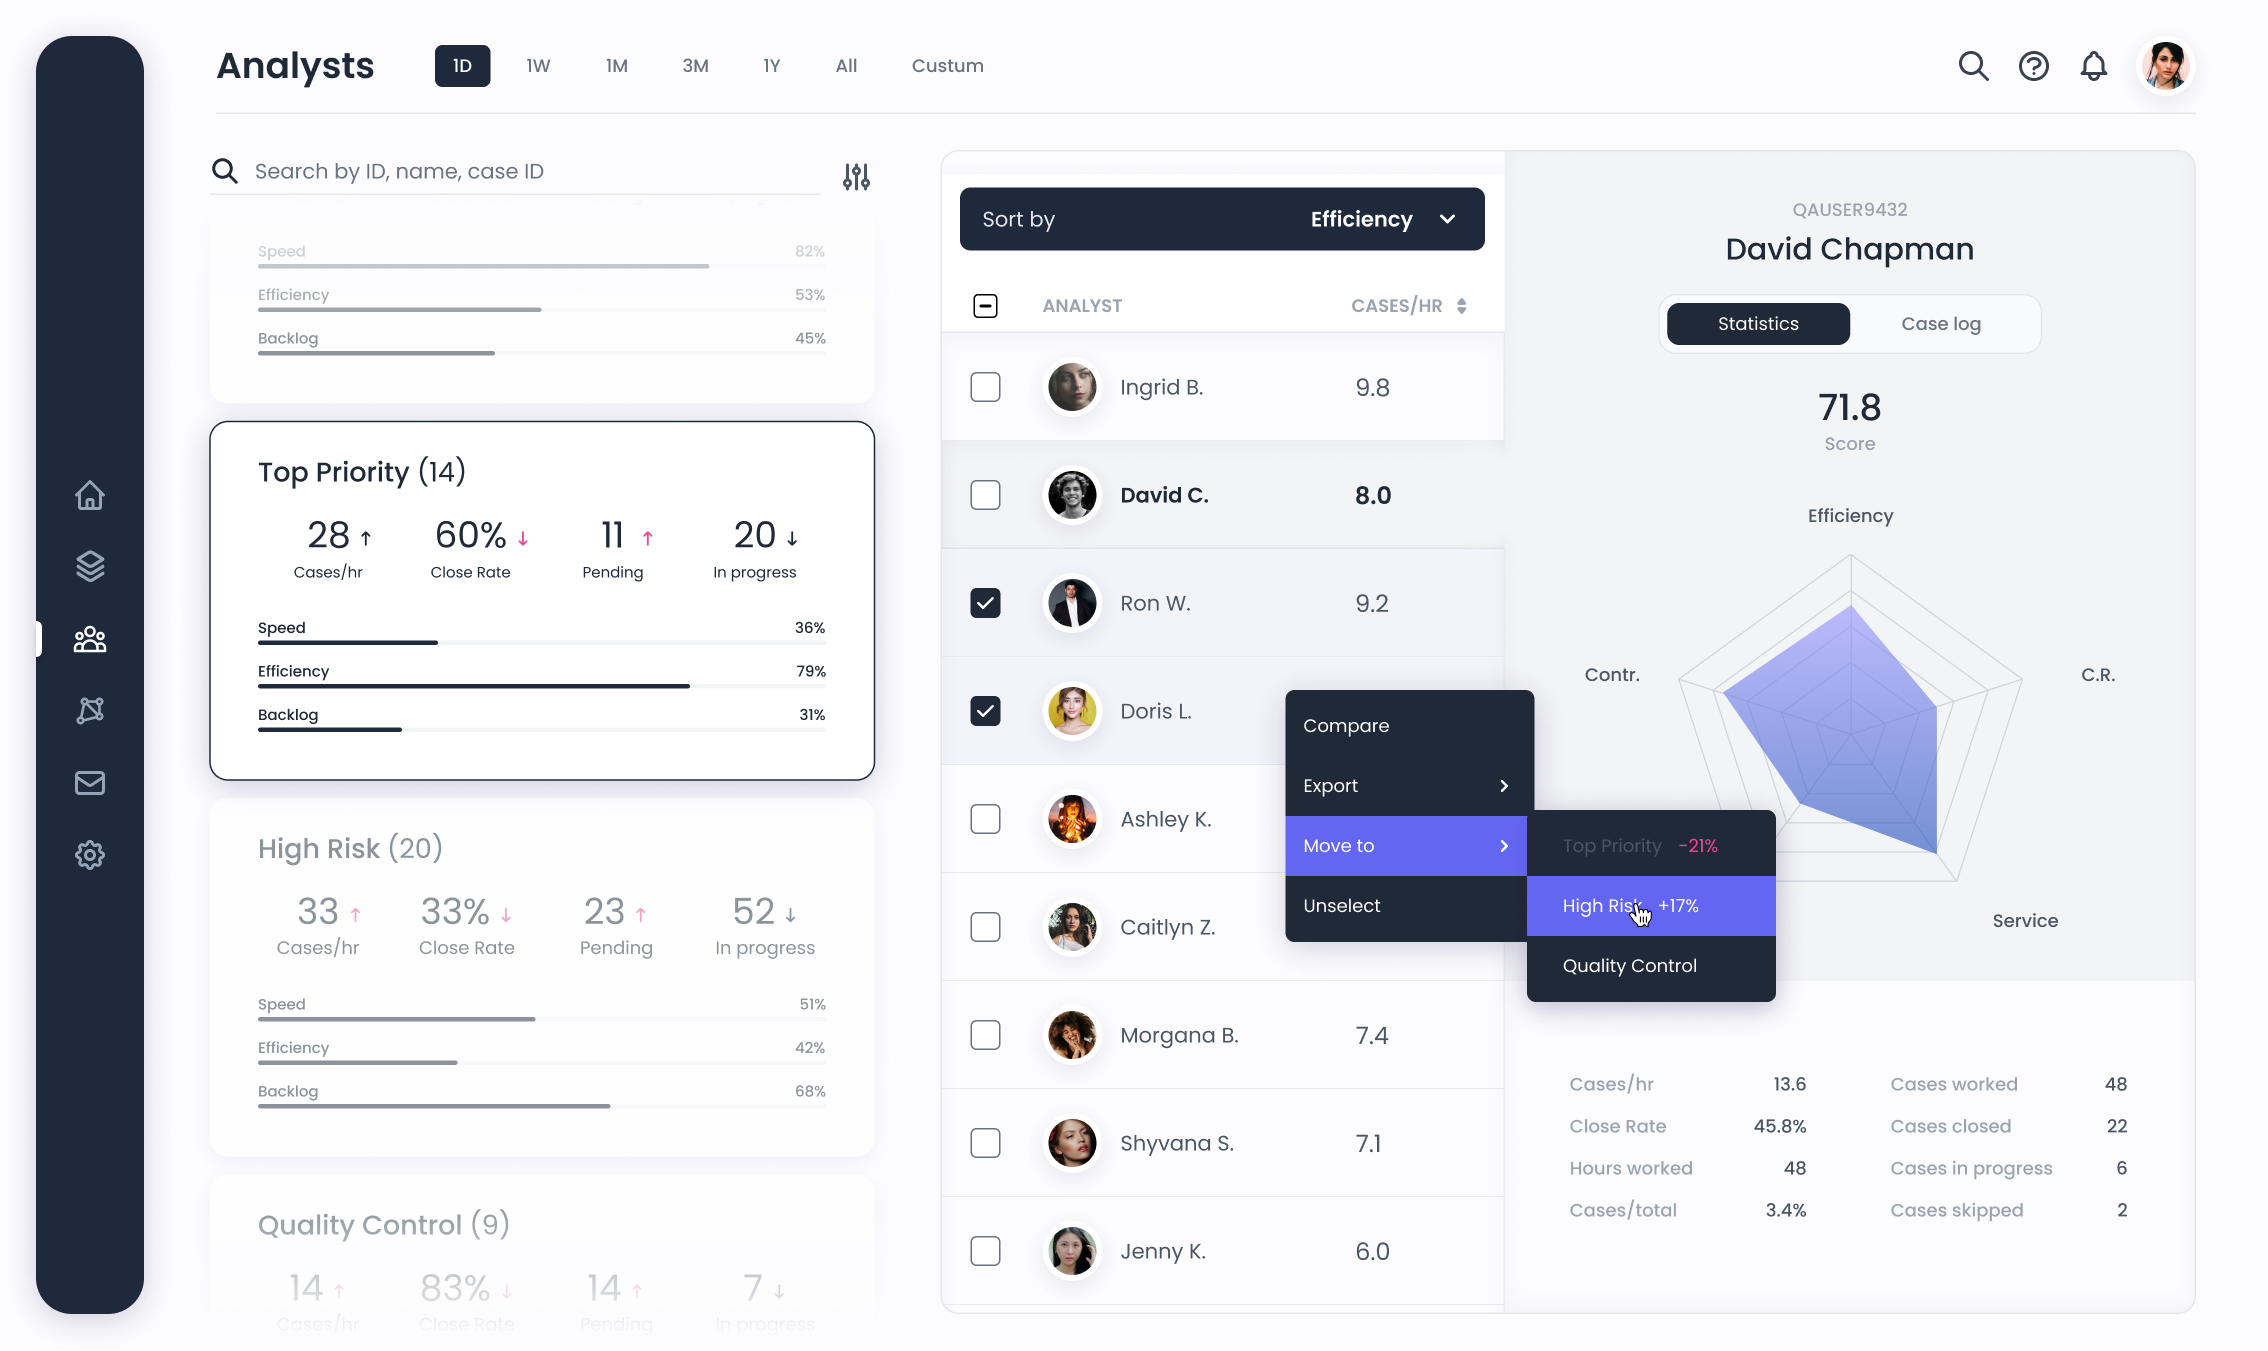 Analysts
1D 1W 1M 3M 1Y All Custum
Search by ID, name, case ID
Speed 82%
Efficiency 53%
Backlog 45%
Top Priority (14)
28 ↑ 60% ↓ 11 ↑ 20 ↓
Cases/hr Close Rate Pending In progress
Speed 36%
Efficiency 79%
Backlog 31%
High Risk (20)
33 ↑ 33% ↓ 23 ↑ 52 ↓
Cases/hr Close Rate Pending In progress
Speed 51%
Efficiency 42%
Backlog 68%
Quality Control (9)
14 ↑ 83% ↓ 14 ↑ 7 ↓
Cases/hr Close Rate Pending In progress
Sort by Efficiency
ANALYST CASES/HR
Ingrid B. 9.8
David C. 8.0
Ron W. 9.2
Doris L.
Ashley K.
Caitlyn Z.
Morgana B. 7.4
Shyvana S. 7.1
Jenny K. 6.0
Compare
Export
Move to
Unselect
Top Priority -21%
High Risk +17%
Quality Control
QAUSER9432
David Chapman
Statistics Case log
71.8
Score
Efficiency
Contr. C.R.
Service
Cases/hr 13.6 Cases worked 48
Close Rate 45.8% Cases closed 22
Hours worked 48 Cases in progress 6
Cases/total 3.4% Cases skipped 2